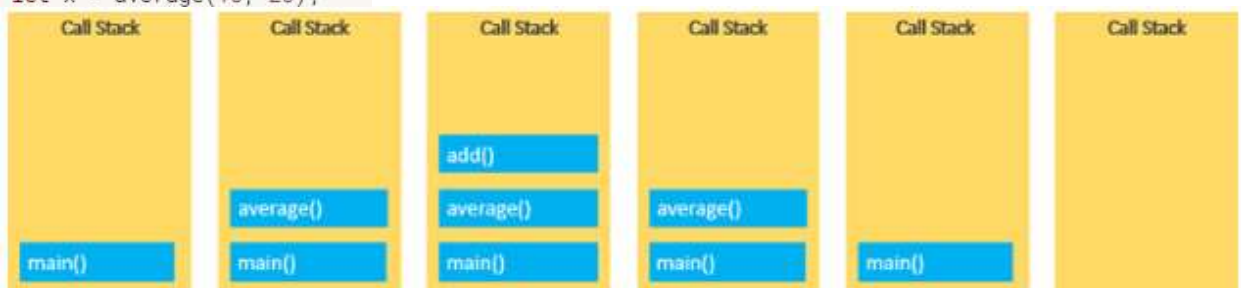 Call Stack Call Stack Call Stack Call Stack Call Stack Call Stack
add()
average() average() average()
main() main() main() main() main()